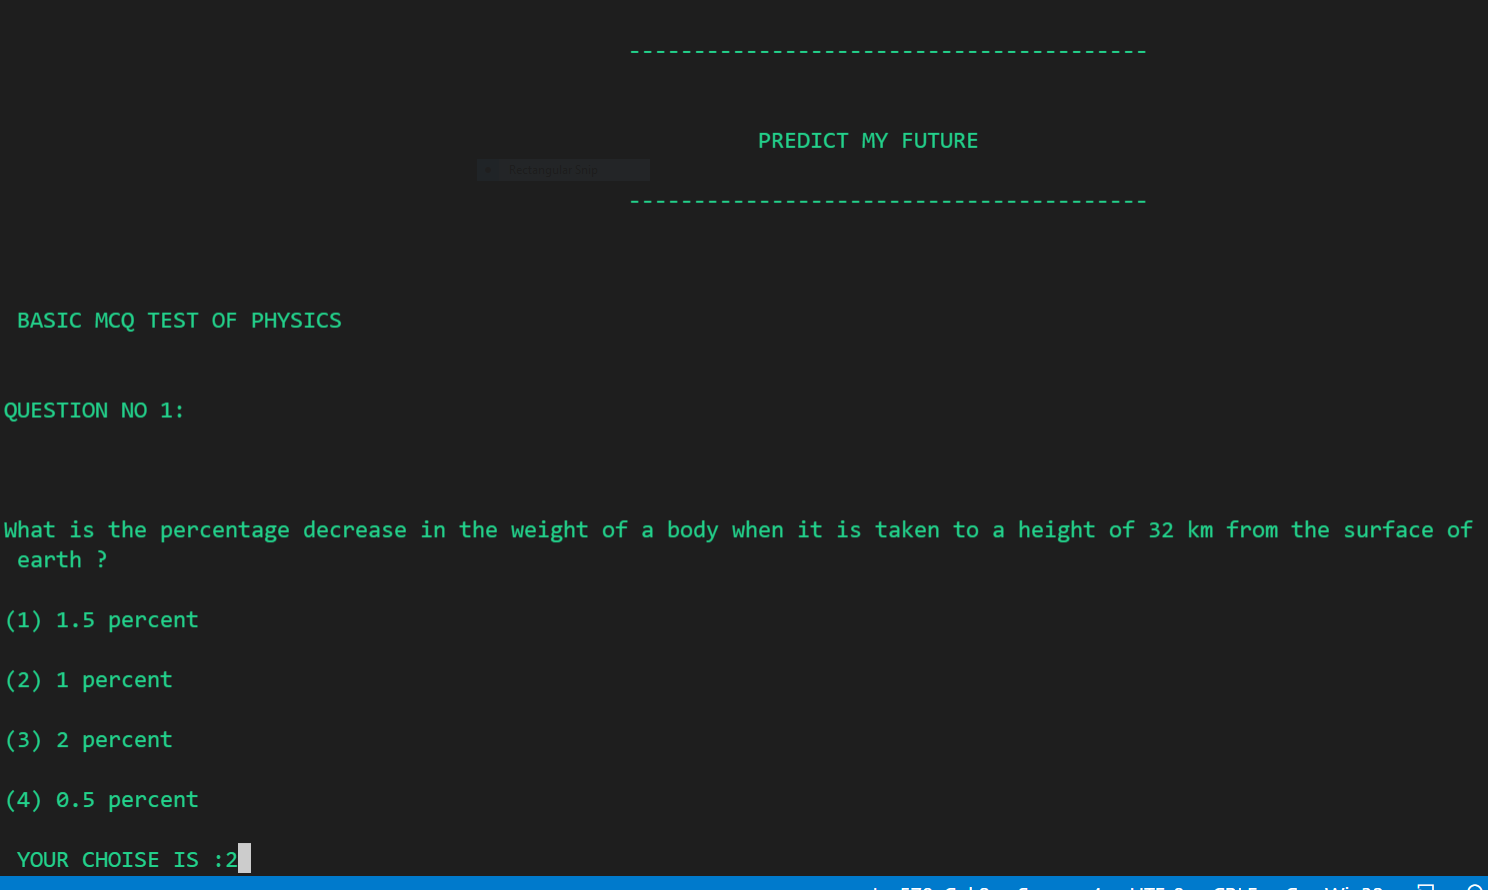 ----------------------------------------
PREDICT MY FUTURE
Rectangular Snip
----------------------------------------
BASIC MCQ TEST OF PHYSICS
QUESTION NO 1:
What is the percentage decrease in the weight of a body when it is taken to a height of 32 km from the surface of
earth ?
(1) 1.5 percent
(2) 1 percent
(3) 2 percent
(4) 0.5 percent
YOUR CHOISE IS :2